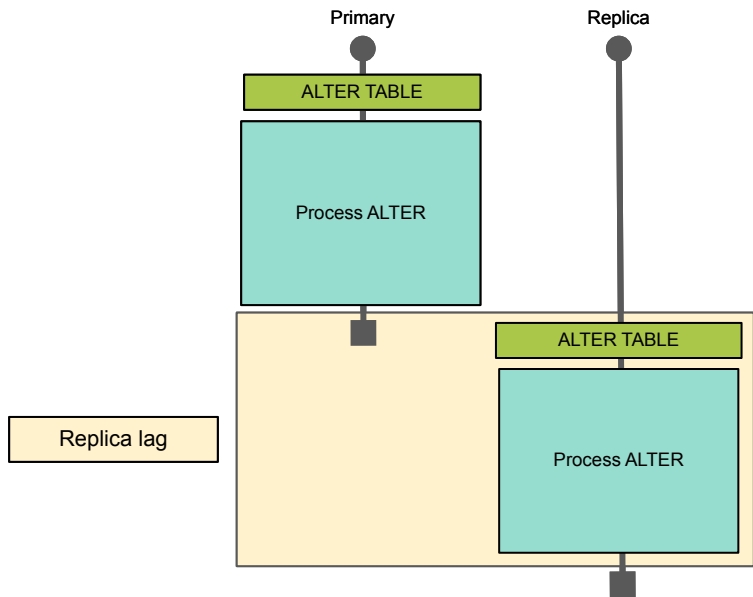 Primary
Replica
ALTER TABLE
Process ALTER
ALTER TABLE
Replica lag
Process ALTER